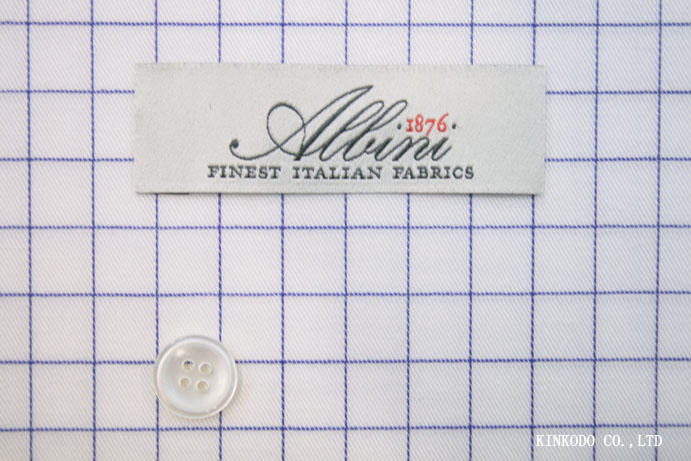 Albini 1876
FINEST ITALIAN FABRICS
KINKODO CO.,LTD